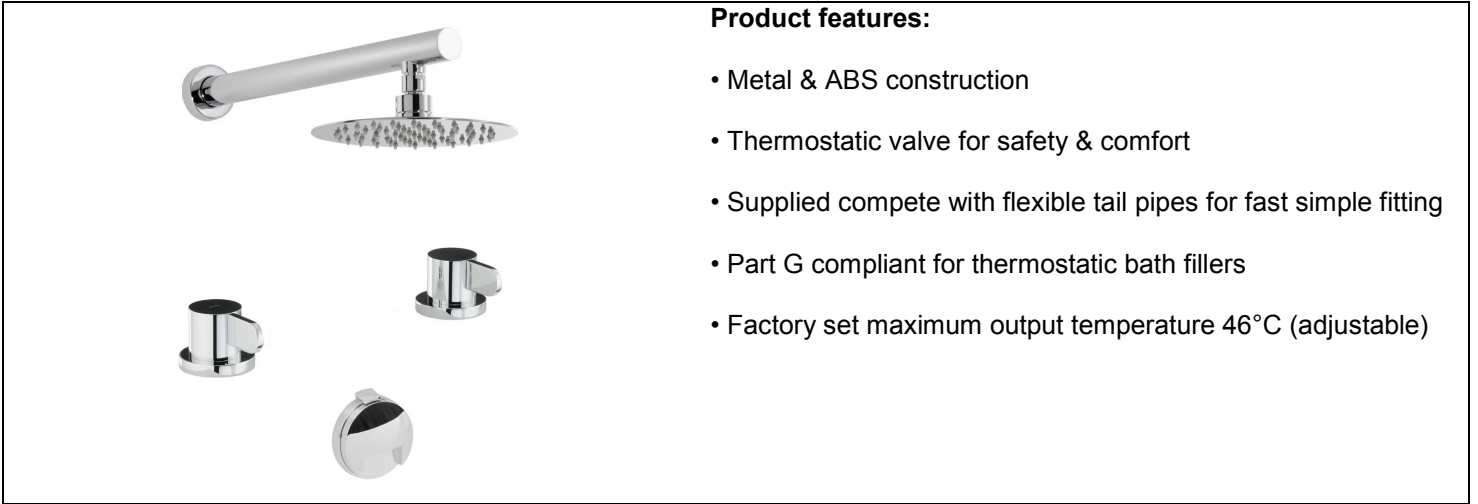 Product features:
• Metal & ABS construction
• Thermostatic valve for safety & comfort
• Supplied compete with flexible tail pipes for fast simple fitting
• Part G compliant for thermostatic bath fillers
• Factory set maximum output temperature 46°C (adjustable)